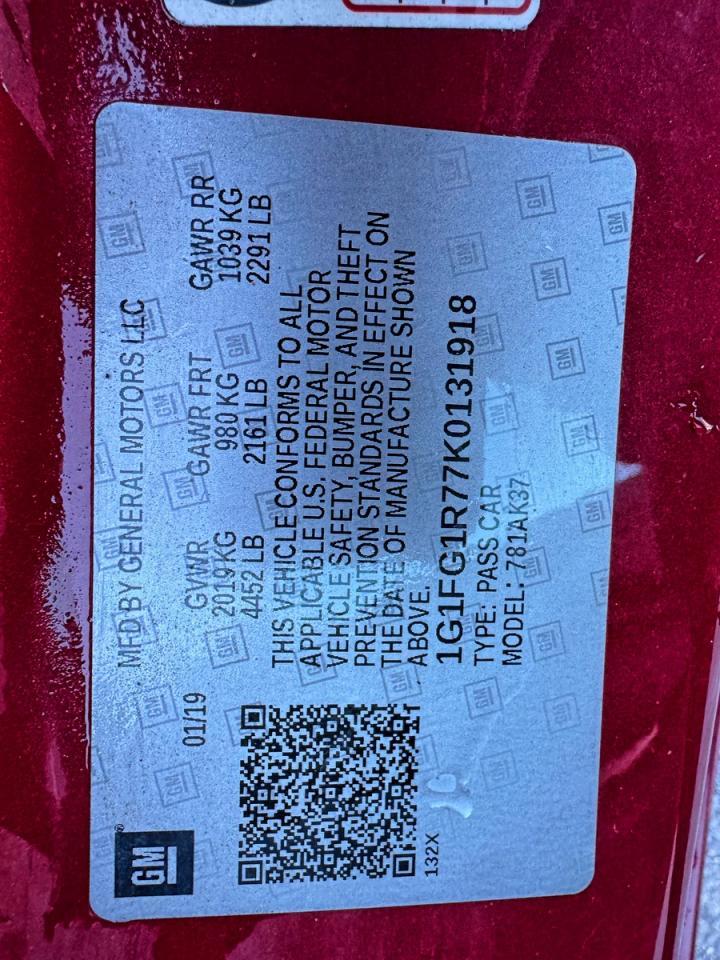 MFD BY GENERAL MOTORS LLC
01/19
GVWR GAWR FRT GAWR RR
2019 KG 980 KG 1039 KG
4452 LB 2161 LB 2291 LB
THIS VEHICLE CONFORMS TO ALL
APPLICABLE U.S. FEDERAL MOTOR
VEHICLE SAFETY, BUMPER, AND THEFT
PREVENTION STANDARDS IN EFFECT ON
THE DATE OF MANUFACTURE SHOWN
ABOVE.
1G1FG1R77K0131918
TYPE: PASS CAR
MODEL: 781AK37
GM
132X